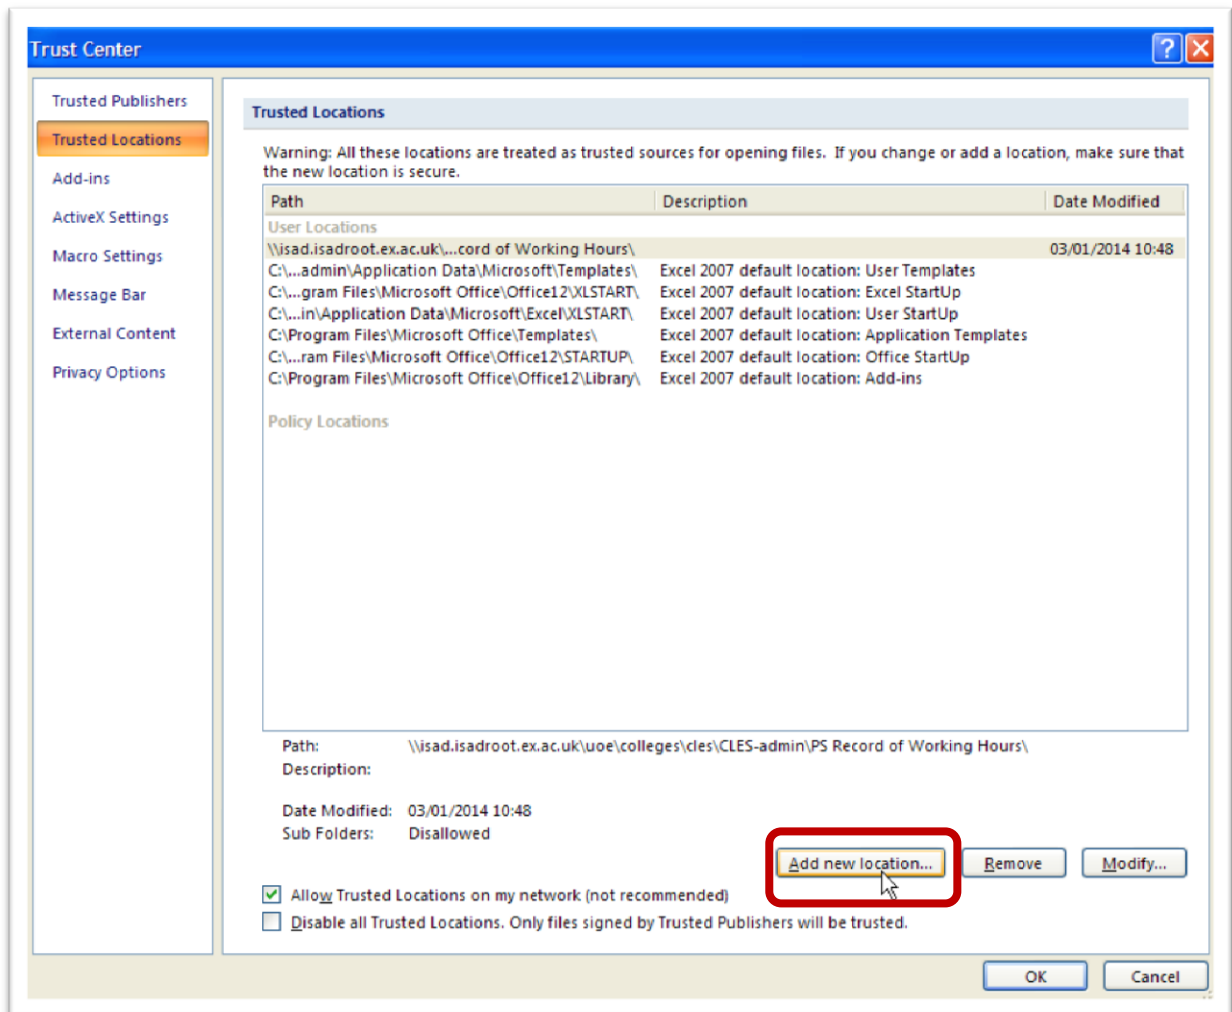 Trust Center
Trusted Publishers
Trusted Locations
Add-ins
ActiveX Settings
Macro Settings
Message Bar
External Content
Privacy Options
Trusted Locations
Warning: All these locations are treated as trusted sources for opening files. If you change or add a location, make sure that
the new location is secure.
Path Description Date Modified
User Locations
\\isad.isadroot.ex.ac.uk\...cord of Working Hours\ 03/01/2014 10:48
C:\...admin\Application Data\Microsoft\Templates\ Excel 2007 default location: User Templates
C:\...gram Files\Microsoft Office\Office12\XLSTART\ Excel 2007 default location: Excel StartUp
C:\...in\Application Data\Microsoft\Excel\XLSTART\ Excel 2007 default location: User StartUp
C:\Program Files\Microsoft Office\Templates\ Excel 2007 default location: Application Templates
C:\...ram Files\Microsoft Office\Office12\STARTUP\ Excel 2007 default location: Office StartUp
C:\Program Files\Microsoft Office\Office12\Library\ Excel 2007 default location: Add-ins
Policy Locations
Path: \\isad.isadroot.ex.ac.uk\uoe\colleges\cles\CLES-admin\PS Record of Working Hours\
Description:
Date Modified: 03/01/2014 10:48
Sub Folders: Disallowed
Add new location... Remove Modify...
Allow Trusted Locations on my network (not recommended)
Disable all Trusted Locations. Only files signed by Trusted Publishers will be trusted.
OK Cancel